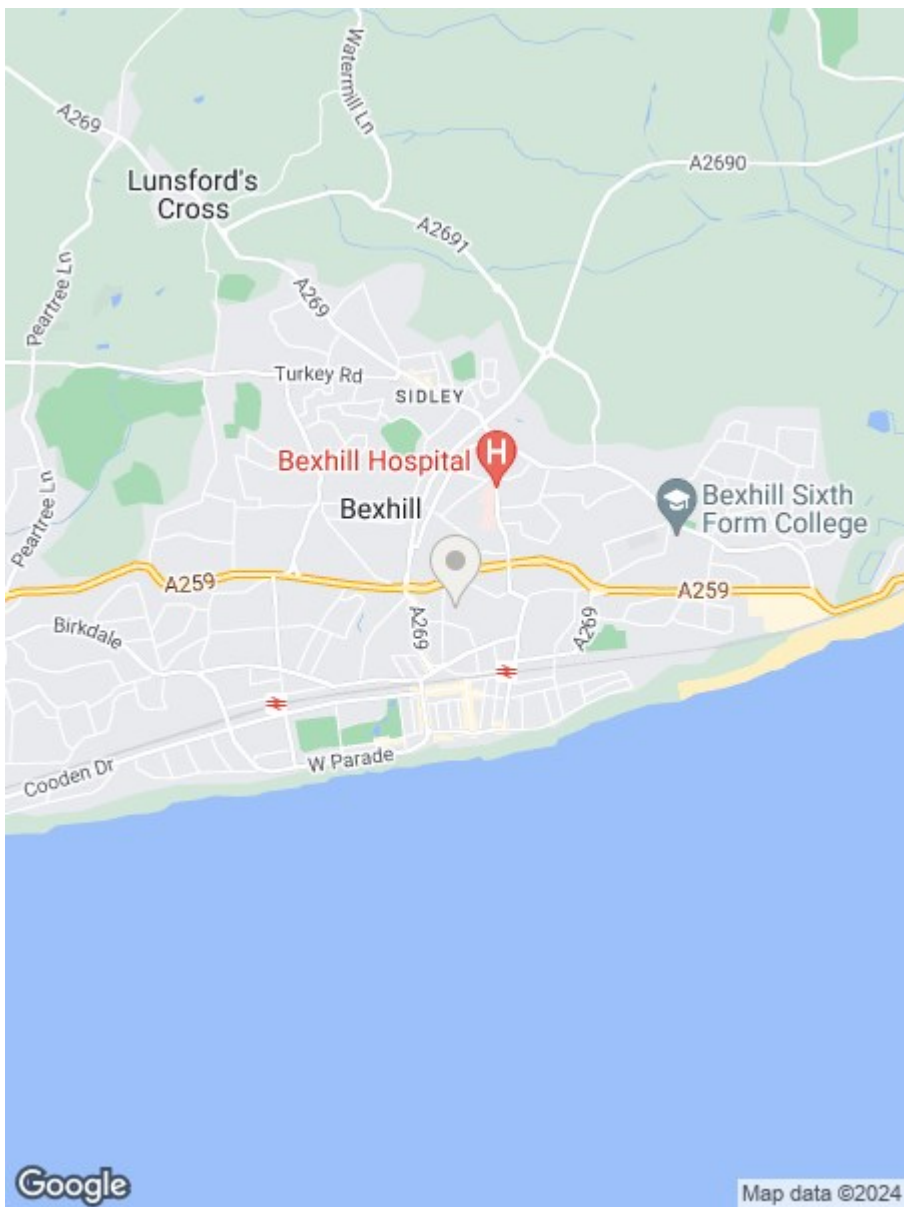 Watermill Ln
A269
A2690
Lunsford's
Cross
A2691
Peartree Ln
A269
Turkey Rd
SIDLEY
Bexhill Hospital
H
Bexhill
Bexhill Sixth
Form College
Peartree Ln
A259
A259
Birkdale
A269
A269
W Parade
Cooden Dr
Google
Map data ©2024